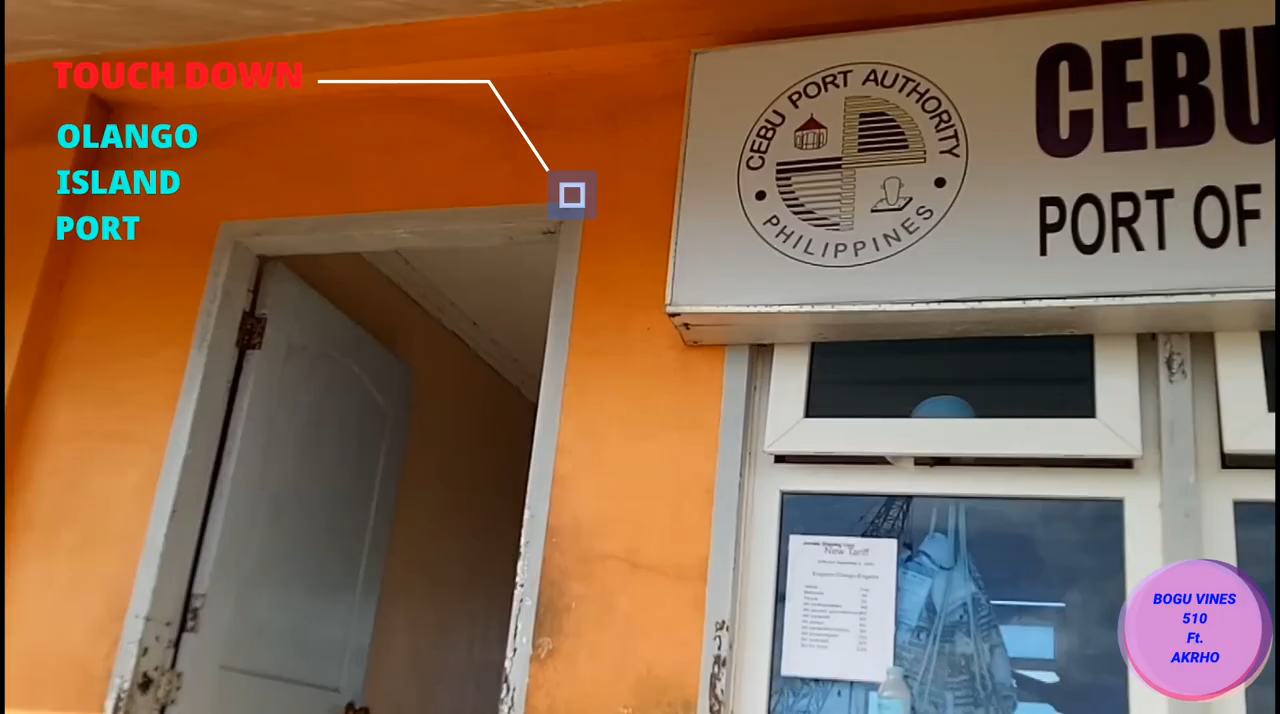 TOUCH DOWN
OLANGO
ISLAND
PORT
CEBU PORT AUTHORITY
PHILIPPINES
CEBU
PORT OF
New Tariff
BOGU VINES
510
Ft.
AKRHO